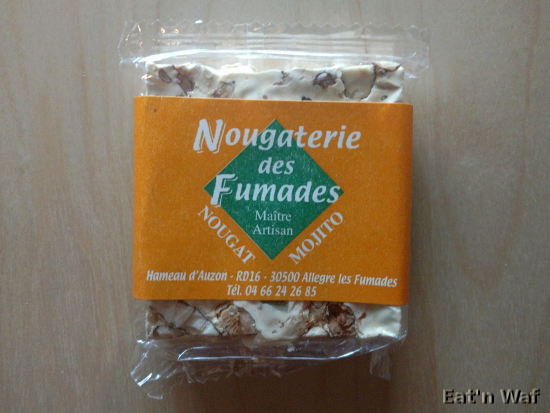 Nougaterie
des
Fumades
Maître
Artisan
NOUGAT MOJITO
Hameau d'Auzon - RD16 - 30500 Allegre les Fumades
Tél. 04 66 24 26 85
Eat'n Waf